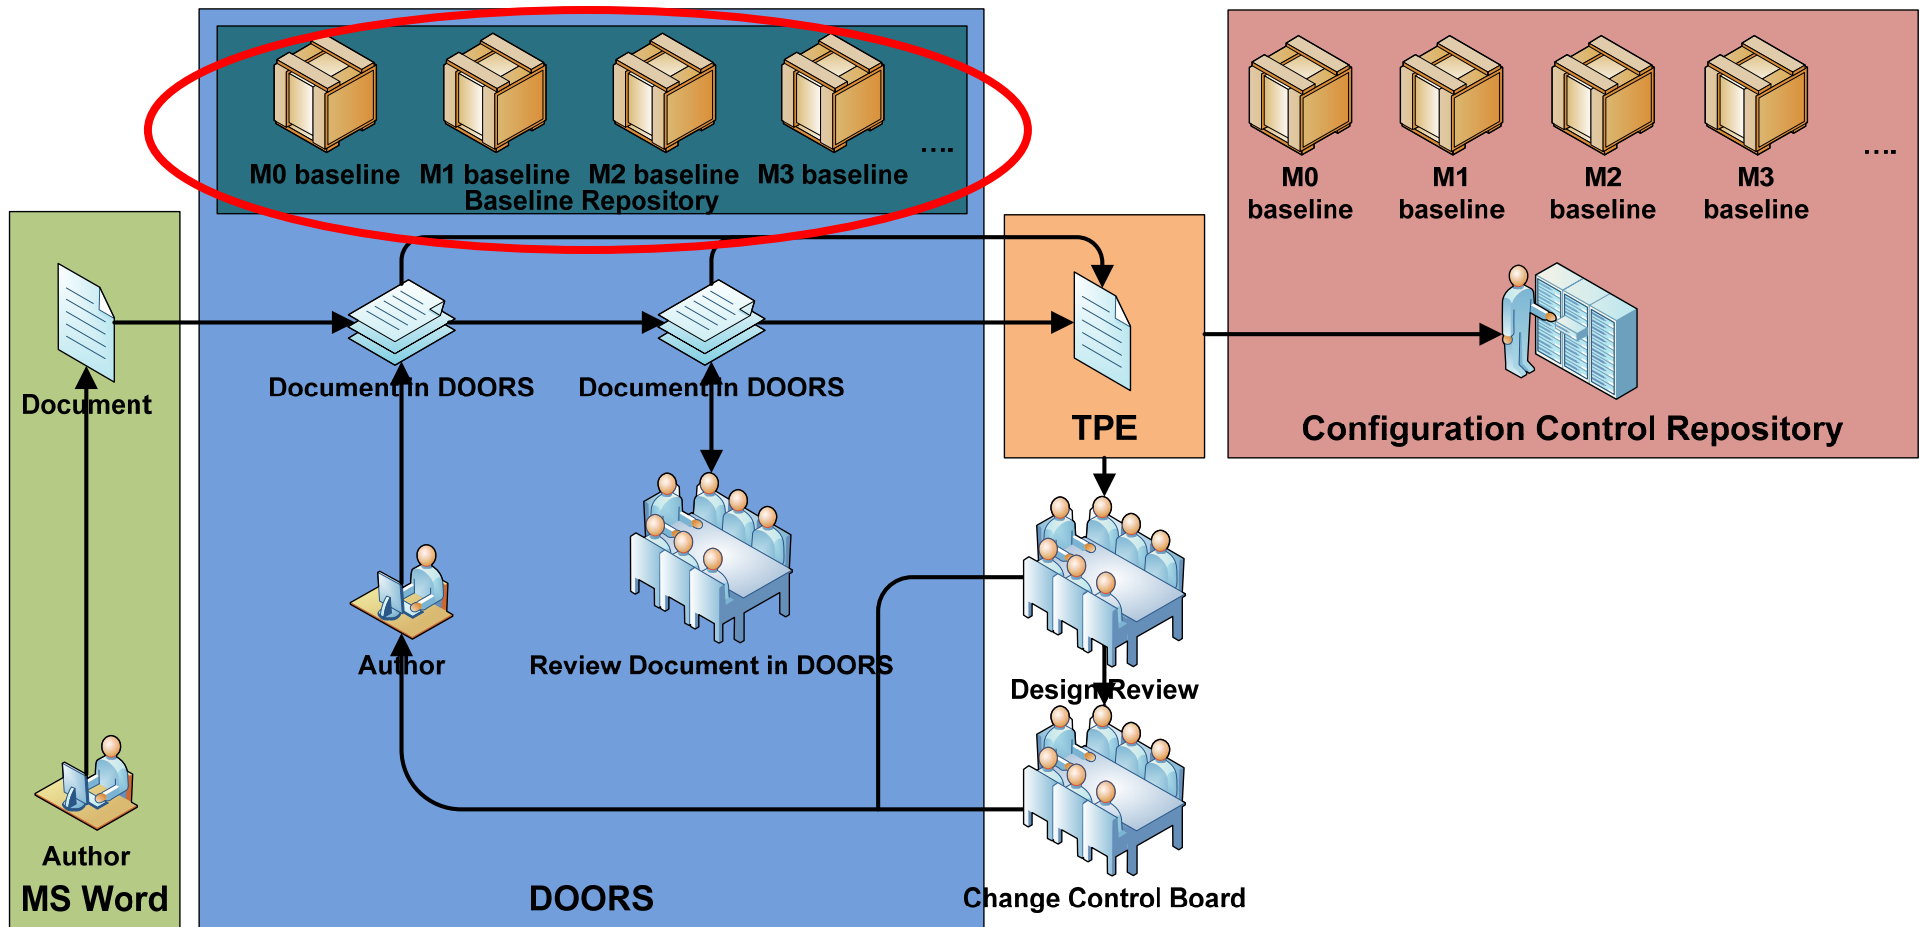 M0 baseline
M1 baseline
M2 baseline
M3 baseline
....
Baseline Repository
M0
baseline
M1
baseline
M2
baseline
M3
baseline
....
Document
Document in DOORS
Document in DOORS
TPE
Configuration Control Repository
Author
Review Document in DOORS
Design Review
Author
MS Word
DOORS
Change Control Board